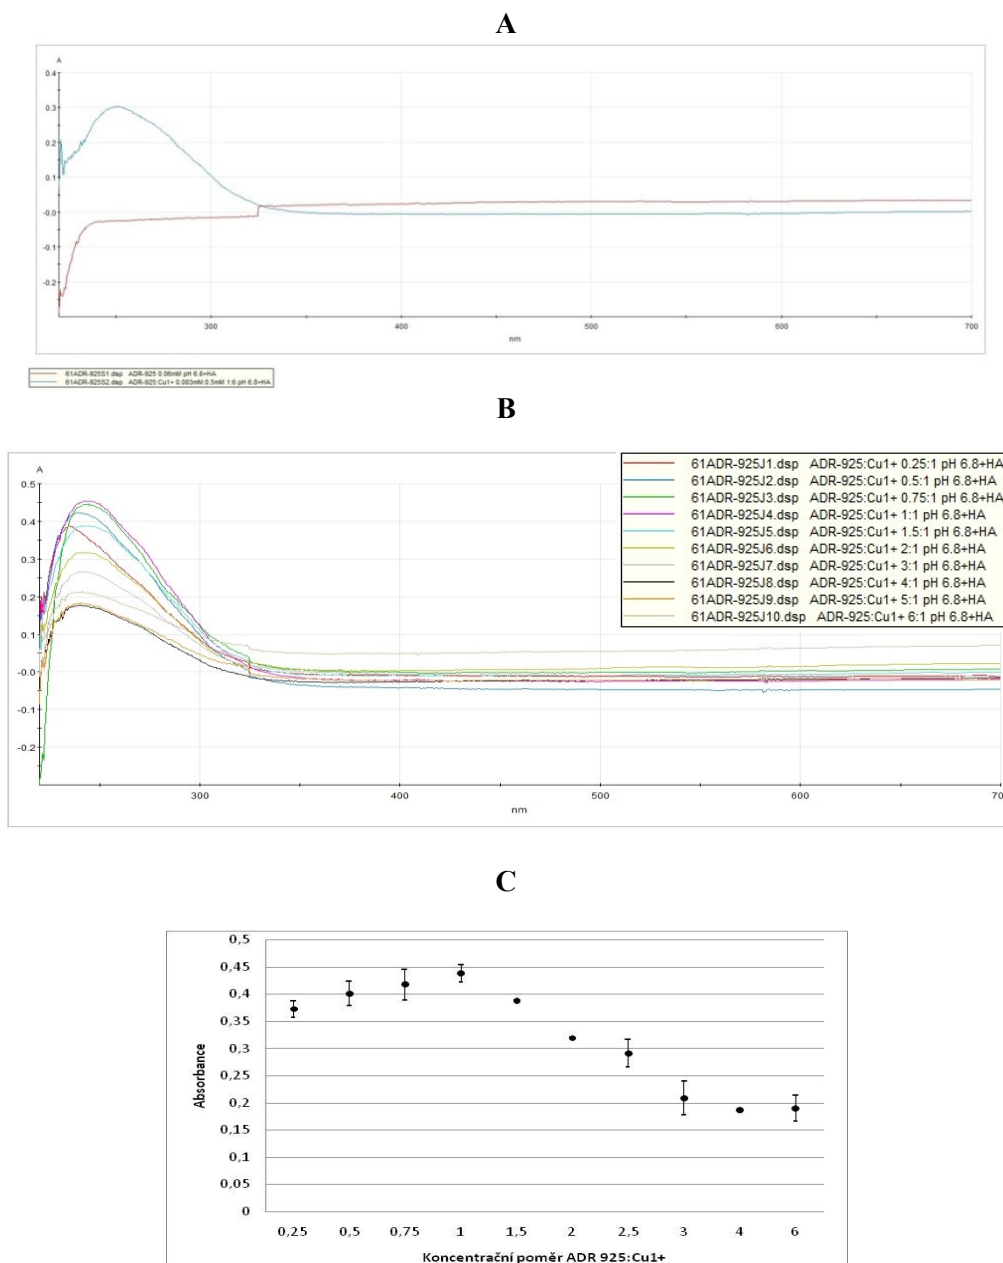 A
A
0.4
0.3
0.2
0.1
-0.0
-0.1
-0.2
300 400 500 600 700
nm
61ADR-925S1.dsp ADR-925 0.06mM pH 6.8+HA
61ADR-925S2.dsp ADR-925:Cu1+ 0.083mM:0.5mM 1:6 pH 6.8+HA
B
A
0.5
0.4
0.3
0.2
0.1
-0.0
-0.1
-0.2
61ADR-925J1.dsp ADR-925:Cu1+ 0.25:1 pH 6.8+HA
61ADR-925J2.dsp ADR-925:Cu1+ 0.5:1 pH 6.8+HA
61ADR-925J3.dsp ADR-925:Cu1+ 0.75:1 pH 6.8+HA
61ADR-925J4.dsp ADR-925:Cu1+ 1:1 pH 6.8+HA
61ADR-925J5.dsp ADR-925:Cu1+ 1.5:1 pH 6.8+HA
61ADR-925J6.dsp ADR-925:Cu1+ 2:1 pH 6.8+HA
61ADR-925J7.dsp ADR-925:Cu1+ 3:1 pH 6.8+HA
61ADR-925J8.dsp ADR-925:Cu1+ 4:1 pH 6.8+HA
61ADR-925J9.dsp ADR-925:Cu1+ 5:1 pH 6.8+HA
61ADR-925J10.dsp ADR-925:Cu1+ 6:1 pH 6.8+HA
300 400 500 600 70
nm
C
Absorbance
0,5
0,45
0,4
0,35
0,3
0,25
0,2
0,15
0,1
0,05
0
0,25 0,5 0,75 1 1,5 2 2,5 3 4 6
Koncentrační poměr ADR 925:Cu1+